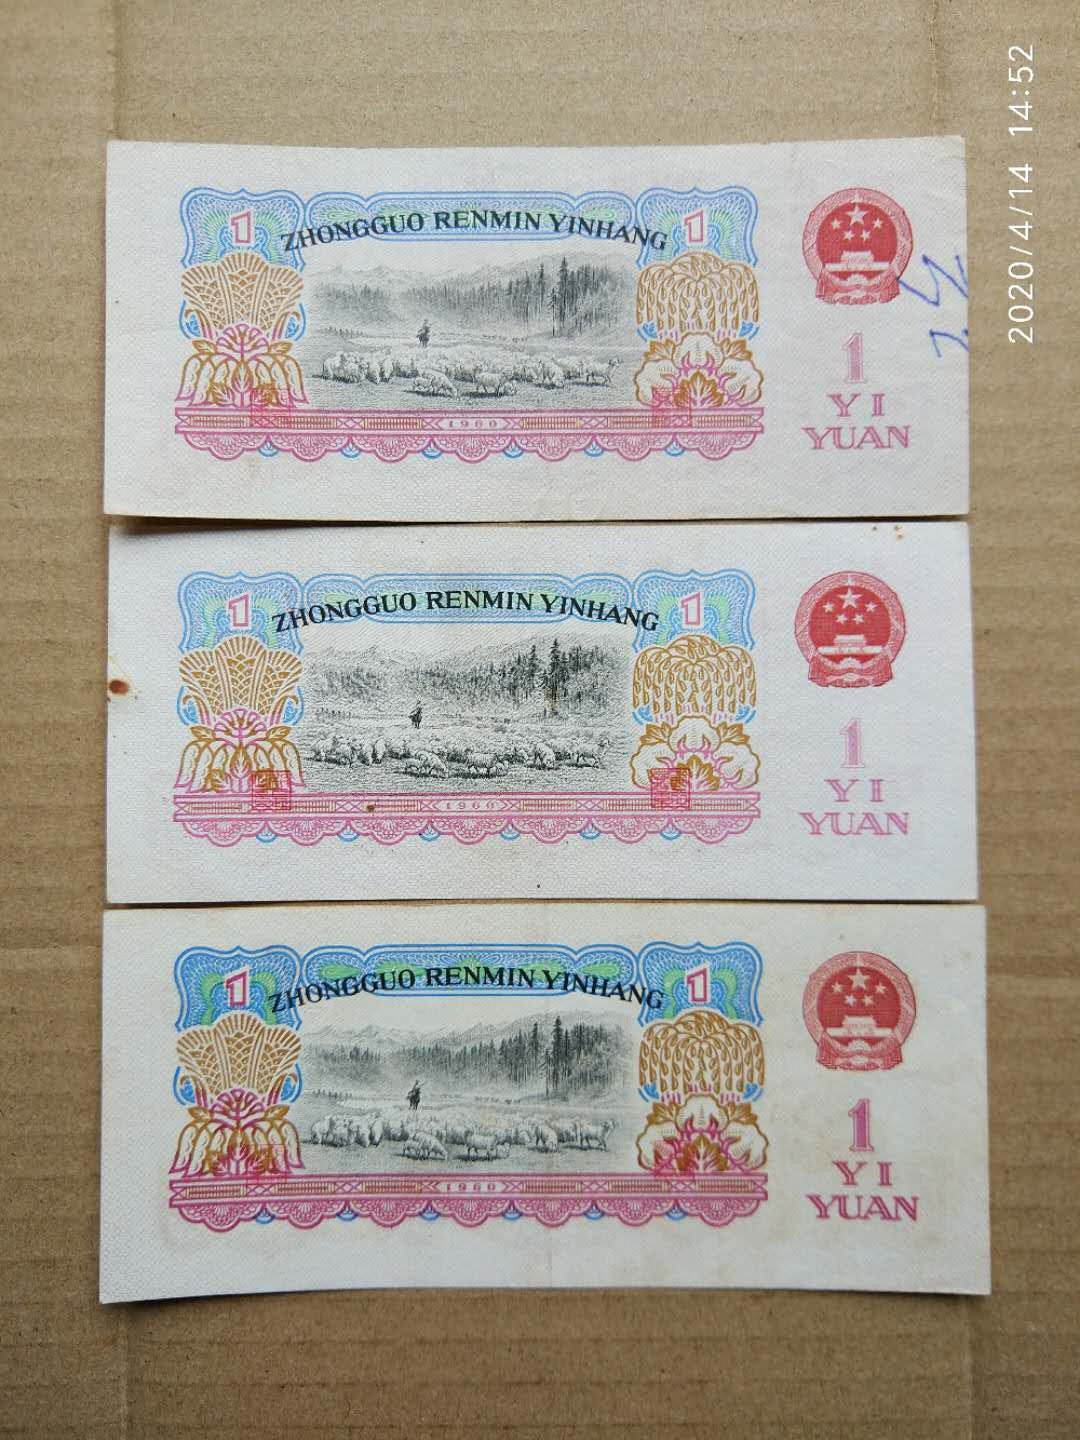 2020/4/14 14:52
1 ZHONGGUO RENMIN YINHANG 1
1960
1
YI
YUAN
1 ZHONGGUO RENMIN YINHANG 1
1960
1
YI
YUAN
1 ZHONGGUO RENMIN YINHANG 1
1960
1
YI
YUAN